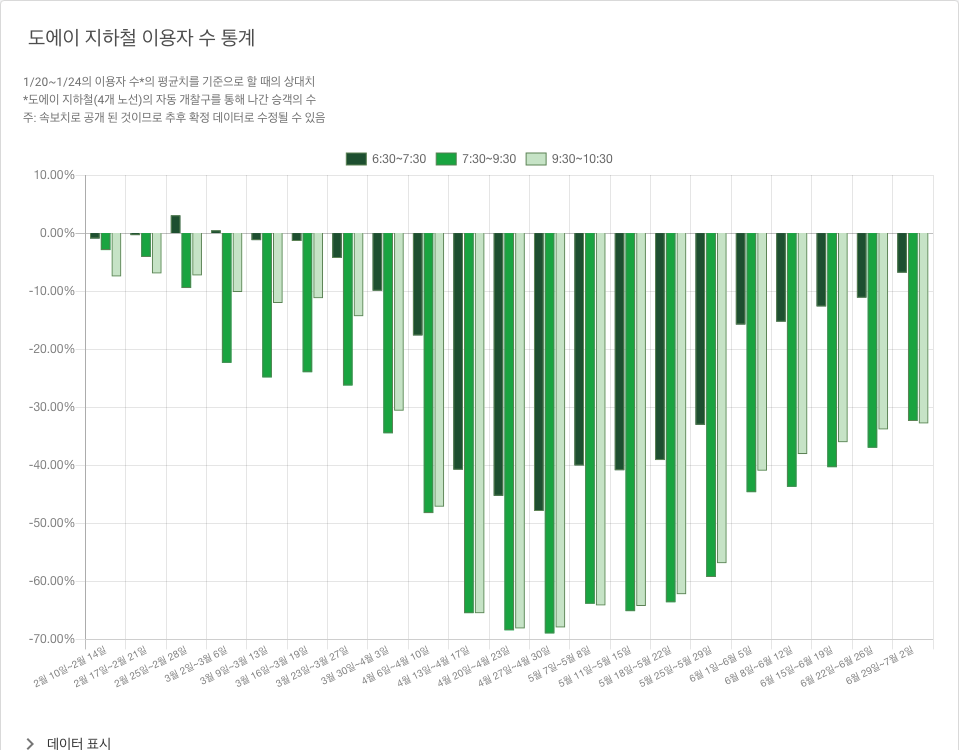 도에이 지하철 이용자 수 통계
1/20~1/24의 이용자 수*의 평균치를 기준으로 할 때의 상대치
*도에이 지하철(4개 노선)의 자동 개찰구를 통해 나간 승객의 수
주: 속보치로 공개 된 것이므로 추후 확정 데이터로 수정될 수 있음
6:30~7:30 7:30~9:30 9:30~10:30
10.00%
0.00%
-10.00%
-20.00%
-30.00%
-40.00%
-50.00%
-60.00%
-70.00%
2월 10일~2월 14일
2월 17일~2월 21일
2월 25일~2월 28일
3월 2일~3월 6일
3월 9일~3월 13일
3월 16일~3월 19일
3월 23일~3월 27일
3월 30일~4월 3일
4월 6일~4월 10일
4월 13일~4월 17일
4월 20일~4월 23일
4월 27일~4월 30일
5월 7일~5월 8일
5월 11일~5월 15일
5월 18일~5월 22일
5월 25일~5월 29일
6월 1일~6월 5일
6월 8일~6월 12일
6월 15일~6월 19일
6월 22일~6월 26일
6월 29일~7월 2일
데이터 표시